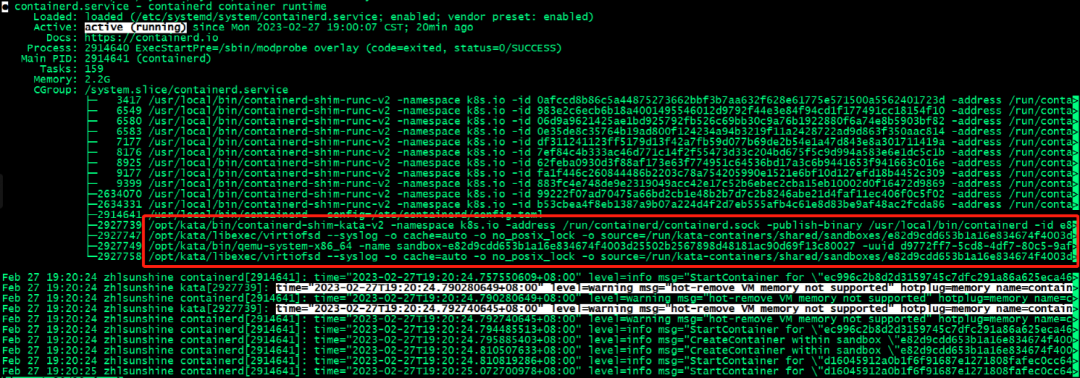 ● containerd.service - containerd container runtime
Loaded: loaded (/etc/systemd/system/containerd.service; enabled; vendor preset: enabled)
Active: active (running) since Mon 2023-02-27 19:00:07 CST; 20min ago
Docs: https://containerd.io
Process: 2914640 ExecStartPre=/sbin/modprobe overlay (code=exited, status=0/SUCCESS)
Main PID: 2914641 (containerd)
Tasks: 159
Memory: 2.2G
CGroup: /system.slice/containerd.service
├─ 3417 /usr/local/bin/containerd-shim-runc-v2 -namespace k8s.io -id 0afccd8b86c5a44875273662bbf3b7aa632f628e61775e571500a5562401723d -address /run/conta>
├─ 6549 /usr/local/bin/containerd-shim-runc-v2 -namespace k8s.io -id 983e2c6ecb6b18a4001495546012d9792f44e3e84f94cd1f177491cc18154f10 -address /run/conta>
├─ 6580 /usr/local/bin/containerd-shim-runc-v2 -namespace k8s.io -id 06d9a9621425ae1bd925792fb526c69bb30c9a76b1922880f6a74e8b5903bf82 -address /run/conta>
├─ 6583 /usr/local/bin/containerd-shim-runc-v2 -namespace k8s.io -id 0e35de8c35764b19ad800f124234a94b3219f11a2428722ad9d863f350aac814 -address /run/conta>
├─ 7177 /usr/local/bin/containerd-shim-runc-v2 -namespace k8s.io -id df311241123ff5179d13f42a7fb59d077b69de2b54e1a47d843e8a301711419a -address /run/conta>
├─ 8176 /usr/local/bin/containerd-shim-runc-v2 -namespace k8s.io -id 7ef84c4b333ac46d771c14f2f55473d33c204bd675f5c9d994a583e6e1dc5c1b -address /run/conta>
├─ 8925 /usr/local/bin/containerd-shim-runc-v2 -namespace k8s.io -id 62feba0930d3f88af173e63f774951c64536bd17a3c6b9441653f941663c016e -address /run/conta>
├─ 9177 /usr/local/bin/containerd-shim-runc-v2 -namespace k8s.io -id fa1f446c260844486b2203c78a754205990e1521e6bf10d127efd18b4452c309 -address /run/conta>
├─ 9399 /usr/local/bin/containerd-shim-runc-v2 -namespace k8s.io -id 883fc4e748d9e2319049acc42e17c52b6ebec2cba15eb10002d0f16472d9869 -address /run/conta>
├─2634070 /usr/local/bin/containerd-shim-runc-v2 -namespace k8s.io -id 99222f07ad70475a66bd2cb1e48b2b7d7c2b8246abe21d4faf11ec4d6f0c5f02 -address /run/conta>
├─2634331 /usr/local/bin/containerd-shim-runc-v2 -namespace k8s.io -id b53cbea4f8eb1387a9b07a224d4f2d7eb555afb4c61e8d83be9af48ac2fcda86 -address /run/conta>
├─2914641 /usr/local/bin/containerd --config=/etc/containerd/config.toml
├─2927739 /opt/kata/bin/containerd-shim-kata-v2 -namespace k8s.io -address /run/containerd/containerd.sock -publish-binary /usr/local/bin/containerd -id e8>
├─2927747 /opt/kata/libexec/virtiofsd --syslog -o cache=auto -o no_posix_lock -o source=/run/kata-containers/shared/sandboxes/e82d9cdd653b1a16e834674f4003d>
├─2927749 /opt/kata/bin/qemu-system-x86_64 -name sandbox-e82d9cdd653b1a16e834674f4003d25502b2567898d48181ac90d69f13c80027 -uuid d9772ff7-5cd8-4df7-80c5-9af>
└─2927758 /opt/kata/libexec/virtiofsd --syslog -o cache=auto -o no_posix_lock -o source=/run/kata-containers/shared/sandboxes/e82d9cdd653b1a16e834674f4003d>
Feb 27 19:20:24 zhlsunshine containerd[2914641]: time="2023-02-27T19:20:24.757550609+08:00" level=info msg="StartContainer for \"ec996c2b8d2d3159745c7dfc291a86a625eca46>
Feb 27 19:20:24 zhlsunshine kata[2927739]: time="2023-02-27T19:20:24.790280649+08:00" level=warning msg="hot-remove VM memory not supported" hotplug=memory name=contain>
Feb 27 19:20:24 zhlsunshine containerd[2914641]: time="2023-02-27T19:20:24.790280649+08:00" level=warning msg="hot-remove VM memory not supported" hotplug=memory name=c>
Feb 27 19:20:24 zhlsunshine kata[2927739]: time="2023-02-27T19:20:24.792740645+08:00" level=warning msg="hot-remove VM memory not supported" hotplug=memory name=contain>
Feb 27 19:20:24 zhlsunshine containerd[2914641]: time="2023-02-27T19:20:24.792740645+08:00" level=warning msg="hot-remove VM memory not supported" hotplug=memory name=c>
Feb 27 19:20:24 zhlsunshine containerd[2914641]: time="2023-02-27T19:20:24.794485513+08:00" level=info msg="StartContainer for \"ec996c2b8d2d3159745c7dfc291a86a625eca46>
Feb 27 19:20:24 zhlsunshine containerd[2914641]: time="2023-02-27T19:20:24.795885403+08:00" level=info msg="CreateContainer within sandbox \"e82d9cdd653b1a16e834674f400>
Feb 27 19:20:24 zhlsunshine containerd[2914641]: time="2023-02-27T19:20:24.810507633+08:00" level=info msg="CreateContainer within sandbox \"e82d9cdd653b1a16e834674f400>
Feb 27 19:20:24 zhlsunshine containerd[2914641]: time="2023-02-27T19:20:24.810819286+08:00" level=info msg="StartContainer for \"d16045912a0b1f6f91687e1271808fafec0cc64>
Feb 27 19:20:25 zhlsunshine containerd[2914641]: time="2023-02-27T19:20:25.072700978+08:00" level=info msg="StartContainer for \"d16045912a0b1f6f91687e1271808fafec0cc64>